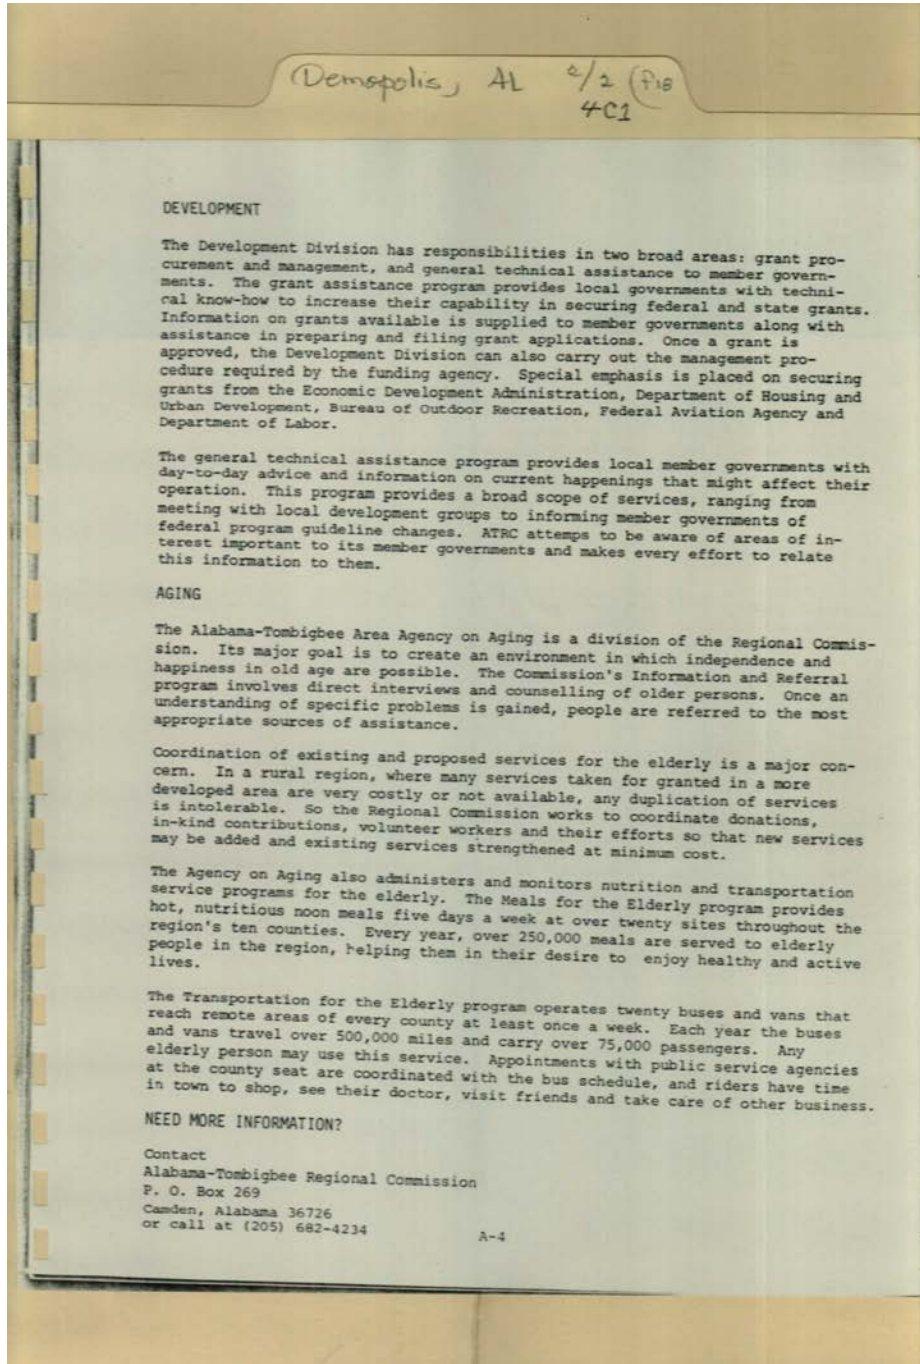 Demopolis, AL 2/2 (F18
4C1
DEVELOPMENT
The Development Division has responsibilities in two broad areas: grant pro-
curement and management, and general technical assistance to member govern-
ments. The grant assistance program provides local governments with techni-
cal know-how to increase their capability in securing federal and state grants.
Information on grants available is supplied to member governments along with
assistance in preparing and filing grant applications. Once a grant is
approved, the Development Division can also carry out the management pro-
cedure required by the funding agency. Special emphasis is placed on securing
grants from the Economic Development Administration, Department of Housing and
Urban Development, Bureau of Outdoor Recreation, Federal Aviation Agency and
Department of Labor.
The general technical assistance program provides local member governments with
day-to-day advice and information on current happenings that might affect their
operation. This program provides a broad scope of services, ranging from
meeting with local development groups to informing member governments of
federal program guideline changes. ATRC attemps to be aware of areas of in-
terest important to its member governments and makes every effort to relate
this information to them.
AGING
The Alabama-Tombigbee Area Agency on Aging is a division of the Regional Commis-
sion. Its major goal is to create an environment in which independence and
happiness in old age are possible. The Commission's Information and Referral
program involves direct interviews and counselling of older persons. Once an
understanding of specific problems is gained, people are referred to the most
appropriate sources of assistance.
Coordination of existing and proposed services for the elderly is a major con-
cern. In a rural region, where many services taken for granted in a more
developed area are very costly or not available, any duplication of services
is intolerable. So the Regional Commission works to coordinate donations,
in-kind contributions, volunteer workers and their efforts so that new services
may be added and existing services strengthened at minimum cost.
The Agency on Aging also administers and monitors nutrition and transportation
service programs for the elderly. The Meals for the Elderly program provides
hot, nutritious noon meals five days a week at over twenty sites throughout the
region's ten counties. Every year, over 250,000 meals are served to elderly
people in the region, helping them in their desire to enjoy healthy and active
lives.
The Transportation for the Elderly program operates twenty buses and vans that
reach remote areas of every county at least once a week. Each year the buses
and vans travel over 500,000 miles and carry over 75,000 passengers. Any
elderly person may use this service. Appointments with public service agencies
at the county seat are coordinated with the bus schedule, and riders have time
in town to shop, see their doctor, visit friends and take care of other business.
NEED MORE INFORMATION?
Contact
Alabama-Tombigbee Regional Commission
P. O. Box 269
Camden, Alabama 36726
or call at (205) 682-4234
A-4